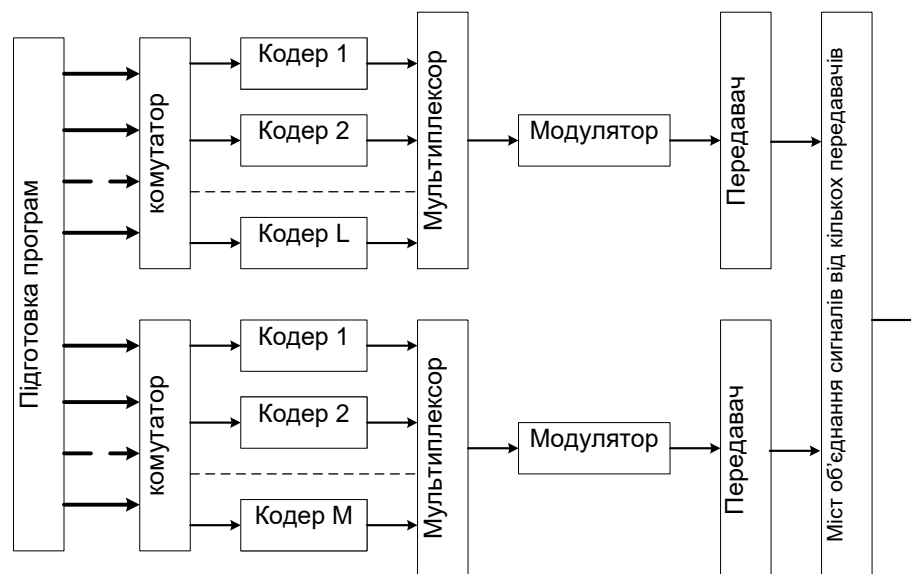 Підготовка програм
комутатор
Кодер 1
Кодер 2
Кодер L
Мультиплексор
Модулятор
Передавач
комутатор
Кодер 1
Кодер 2
Кодер M
Мультиплексор
Модулятор
Передавач
Міст об’єднання сигналів від кількох передавачів